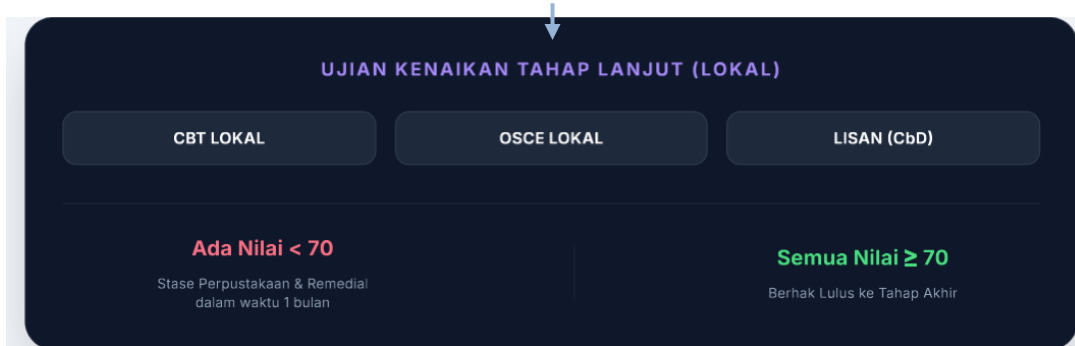 UJIAN KENAIKAN TAHAP LANJUT (LOKAL)
CBT LOKAL
OSCE LOKAL
LISAN (CbD)
Ada Nilai < 70
Stase Perpustakaan & Remedial
dalam waktu 1 bulan
Semua Nilai ≥ 70
Berhak Lulus ke Tahap Akhir